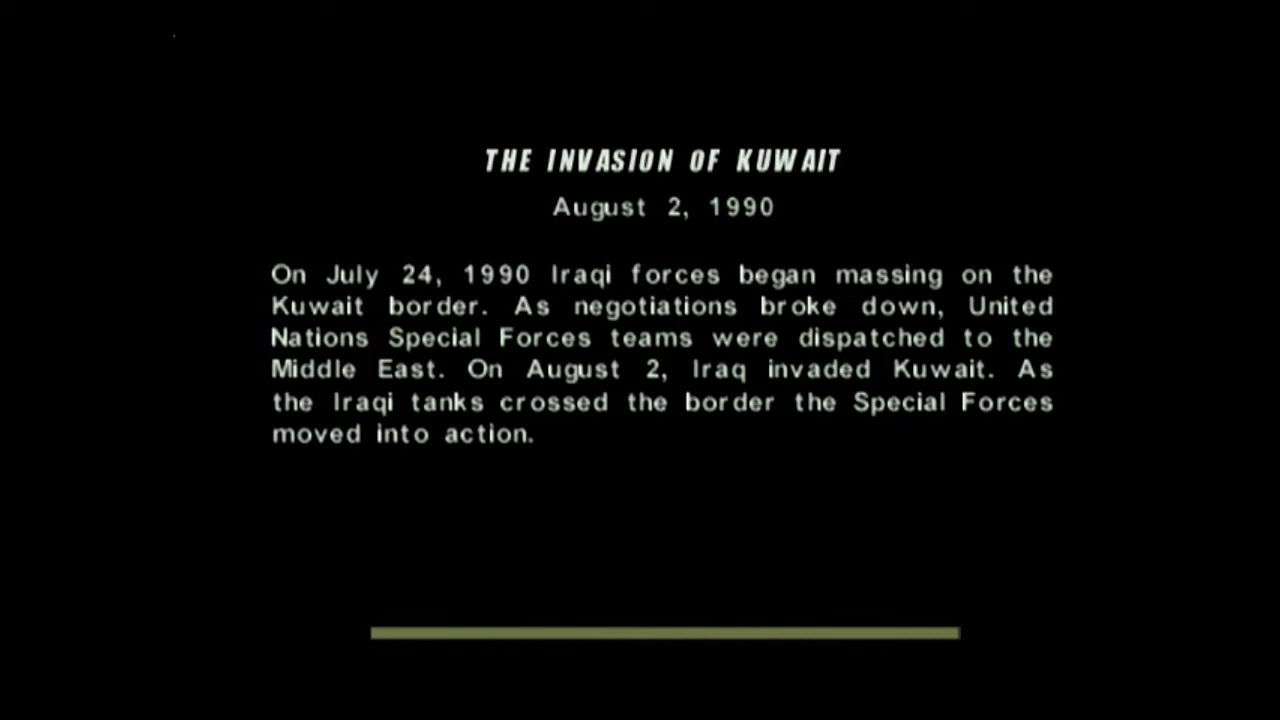 THE INVASION OF KUWAIT
August 2, 1990
On July 24, 1990 Iraqi forces began massing on the
Kuwait border. As negotiations broke down, United
Nations Special Forces teams were dispatched to the
Middle East. On August 2, Iraq invaded Kuwait. As
the Iraqi tanks crossed the border the Special Forces
moved into action.